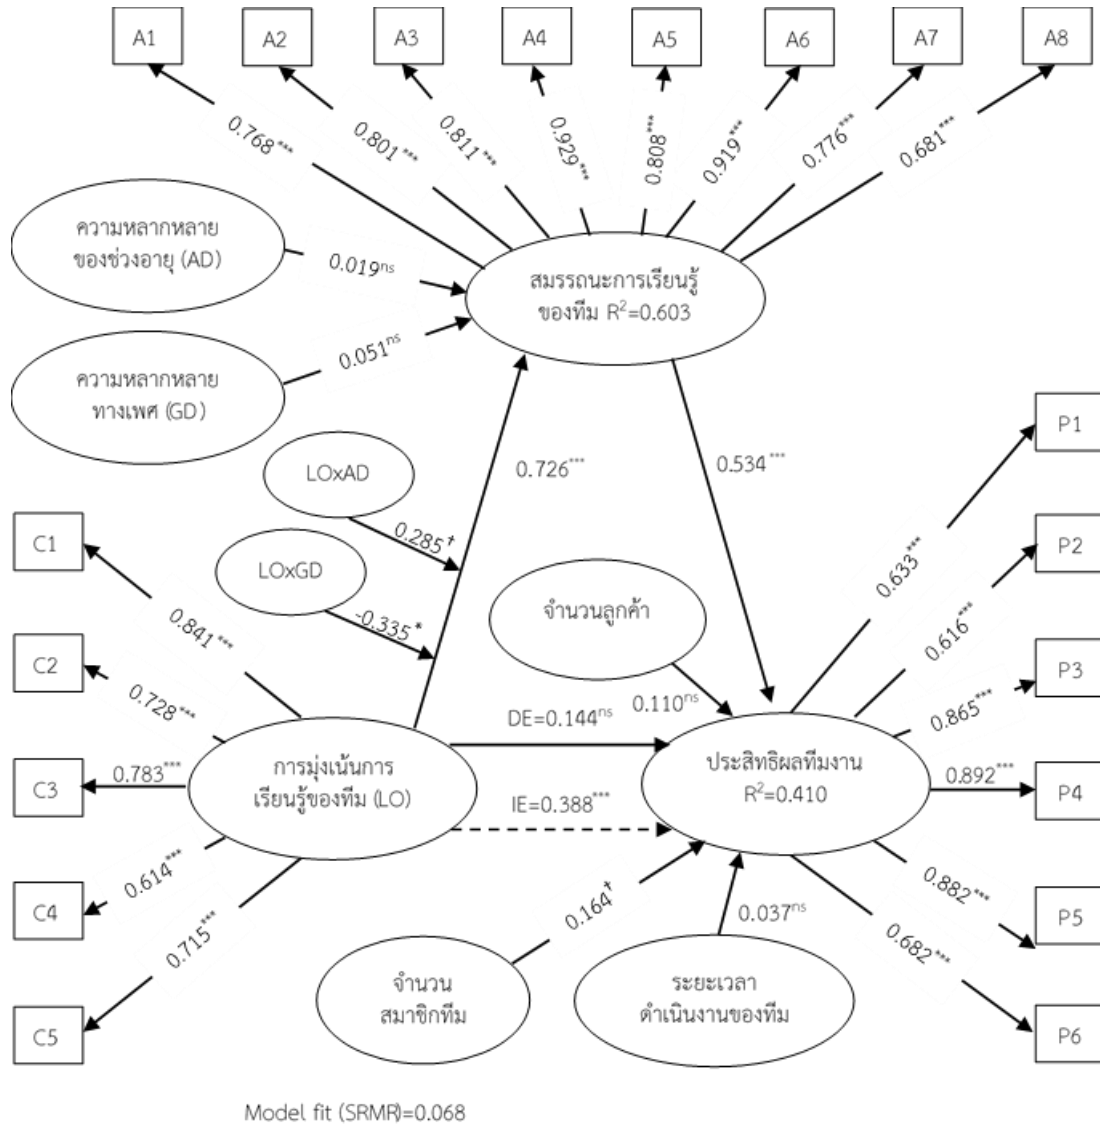 A1
A2
A3
A4
A5
A6
A7
A8
0.768***
0.801***
0.811***
0.929***
0.808***
0.919***
0.776***
0.681***
ความหลากหลาย
ของช่วงอายุ (AD)
0.019ns
สมรรถนะการเรียนรู้
ของทีม R²=0.603
ความหลากหลาย
ทางเพศ (GD)
0.051ns
LOxAD
0.726***
0.534***
P1
0.285†
LOxGD
-0.335*
C1
จำนวนลูกค้า
0.633***
P2
0.616***
0.841***
C2
0.728***
P3
0.865***
DE=0.144ns
0.110ns
C3
0.783***
การมุ่งเน้นการ
เรียนรู้ของทีม (LO)
ประสิทธิผลทีมงาน
R²=0.410
0.892***
P4
IE=0.388***
C4
0.614***
0.715***
0.164†
0.037ns
0.882***
P5
0.682***
C5
จำนวน
สมาชิกทีม
ระยะเวลา
ดำเนินงานของทีม
P6
Model fit (SRMR)=0.068